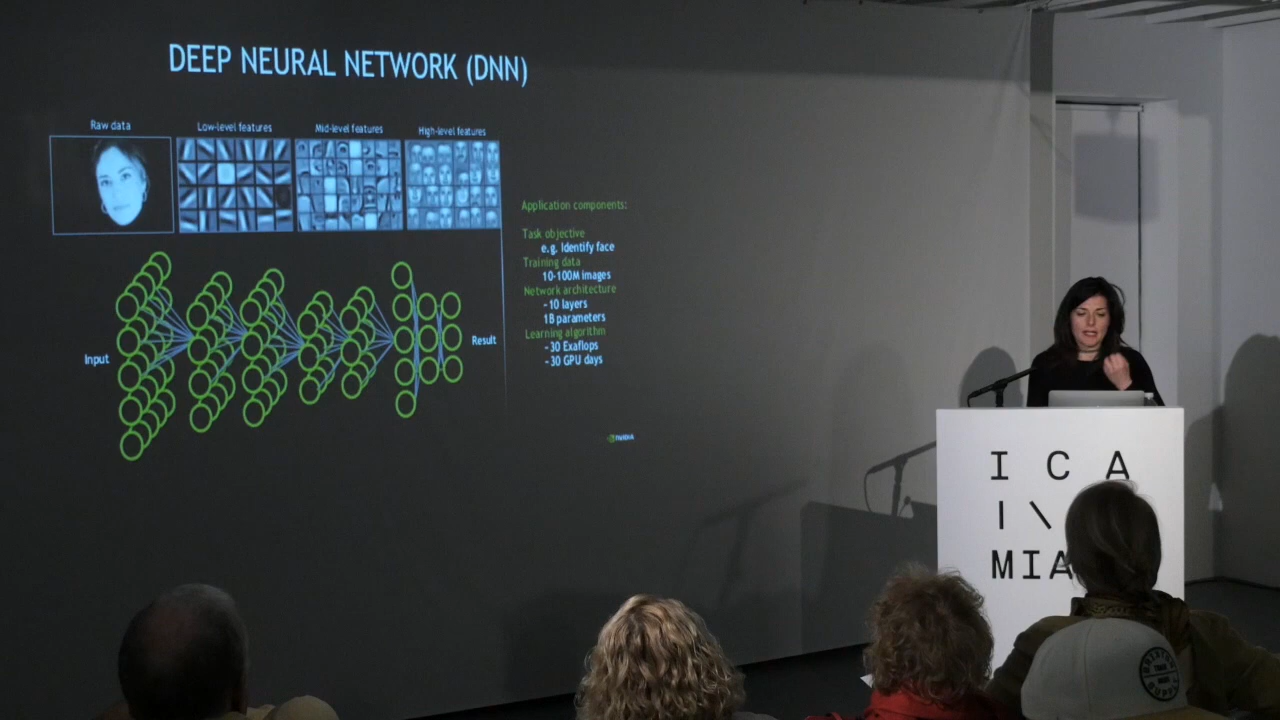 DEEP NEURAL NETWORK (DNN)
Raw data
Low-level features
Mid-level features
High-level features
Application components:
Task objective
e.g. Identify face
Training data
10-100M images
Network architecture
~10 layers
1B parameters
Learning algorithm
~30 Exaflops
~30 GPU days
Input
Result
NVIDIA
I C A
I \
MIA
SUPPLY